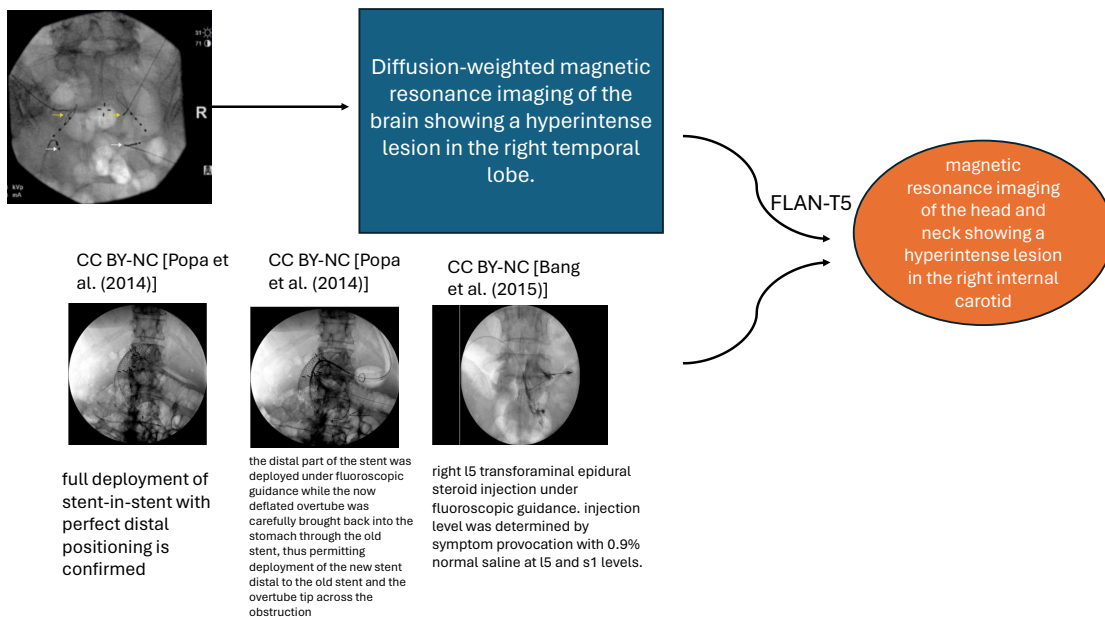 51
71
R
A
kVp
mA
Diffusion-weighted magnetic
resonance imaging of the
brain showing a hyperintense
lesion in the right temporal
lobe.
FLAN-T5
magnetic
resonance imaging
of the head and
neck showing a
hyperintense lesion
in the right internal
carotid
CC BY-NC [Popa et
al. (2014)]
CC BY-NC [Popa
et al. (2014)]
CC BY-NC [Bang
et al. (2015)]
full deployment of
stent-in-stent with
perfect distal
positioning is
confirmed
the distal part of the stent was
deployed under fluoroscopic
guidance while the now
deflated overtube was
carefully brought back into the
stomach through the old
stent, thus permitting
deployment of the new stent
distal to the old stent and the
overtube tip across the
obstruction
right l5 transforaminal epidural
steroid injection under
fluoroscopic guidance. injection
level was determined by
symptom provocation with 0.9%
normal saline at l5 and s1 levels.